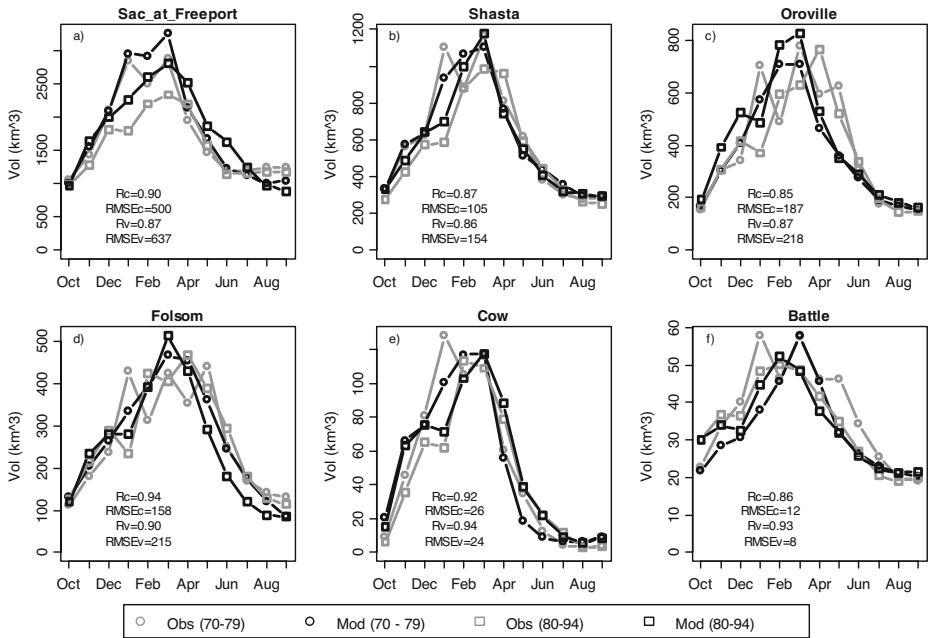 Sac_at_Freeport
a)
Vol (km^3)
500
1500
2500
Rc=0.90
RMSEc=500
Rv=0.87
RMSEv=637
Oct Dec Feb Apr Jun Aug
Shasta
b)
Vol (km^3)
0 200 400 600 800 1200
Rc=0.87
RMSEc=105
Rv=0.86
RMSEv=154
Oct Dec Feb Apr Jun Aug
Oroville
c)
Vol (km^3)
0 200 400 600 800
Rc=0.85
RMSEc=187
Rv=0.87
RMSEv=218
Oct Dec Feb Apr Jun Aug
Folsom
d)
Vol (km^3)
0 100 200 300 400 500
Rc=0.94
RMSEc=158
Rv=0.90
RMSEv=215
Oct Dec Feb Apr Jun Aug
Cow
e)
Vol (km^3)
0 20 40 60 80 100
Rc=0.92
RMSEc=26
Rv=0.94
RMSEv=24
Oct Dec Feb Apr Jun Aug
Battle
f)
Vol (km^3)
0 10 20 30 40 50 60
Rc=0.86
RMSEc=12
Rv=0.93
RMSEv=8
Oct Dec Feb Apr Jun Aug
Obs (70-79) Mod (70 - 79) Obs (80-94) Mod (80-94)